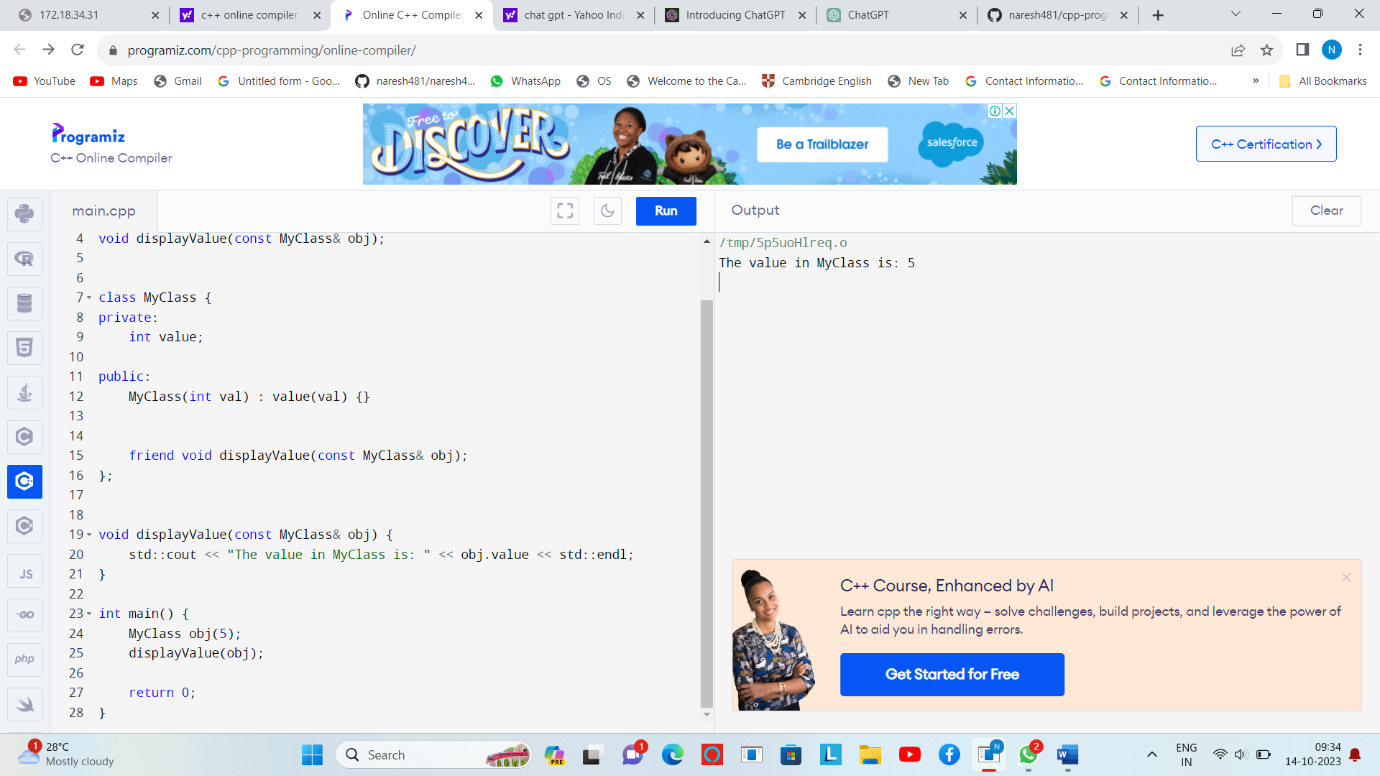 172.18.34.31
c++ online compiler
Online C++ Compiler
chat gpt - Yahoo Indi
Introducing ChatGPT
ChatGPT
naresh481/cpp-prog
programiz.com/cpp-programming/online-compiler/
N
YouTube
Maps
Gmail
Untitled form - Goo...
naresh481/naresh4...
WhatsApp
OS
Welcome to the Ca...
Cambridge English
New Tab
Contact Informatio...
Contact Informatio...
»
All Bookmarks
Programiz
C++ Online Compiler
Free to
DISCOVER
Be a Trailblazer
salesforce
C++ Certification
main.cpp
Run
Output
Clear
4 void displayValue(const MyClass& obj);
5
6
7 class MyClass {
8 private:
9 int value;
10
11 public:
12 MyClass(int val) : value(val) {}
13
14
15 friend void displayValue(const MyClass& obj);
16 };
17
18
19 void displayValue(const MyClass& obj) {
20 std::cout << "The value in MyClass is: " << obj.value << std::endl;
21 }
22
23 int main() {
24 MyClass obj(5);
25 displayValue(obj);
26
27 return 0;
28 }
/tmp/5p5uoHlreq.o
The value in MyClass is: 5
JS
GO
php
C++ Course, Enhanced by AI
Learn cpp the right way – solve challenges, build projects, and leverage the power of
AI to aid you in handling errors.
Get Started for Free
1
28°C
Mostly cloudy
Search
PRE
1
L
N
2
W
ENG
IN
09:34
14-10-2023